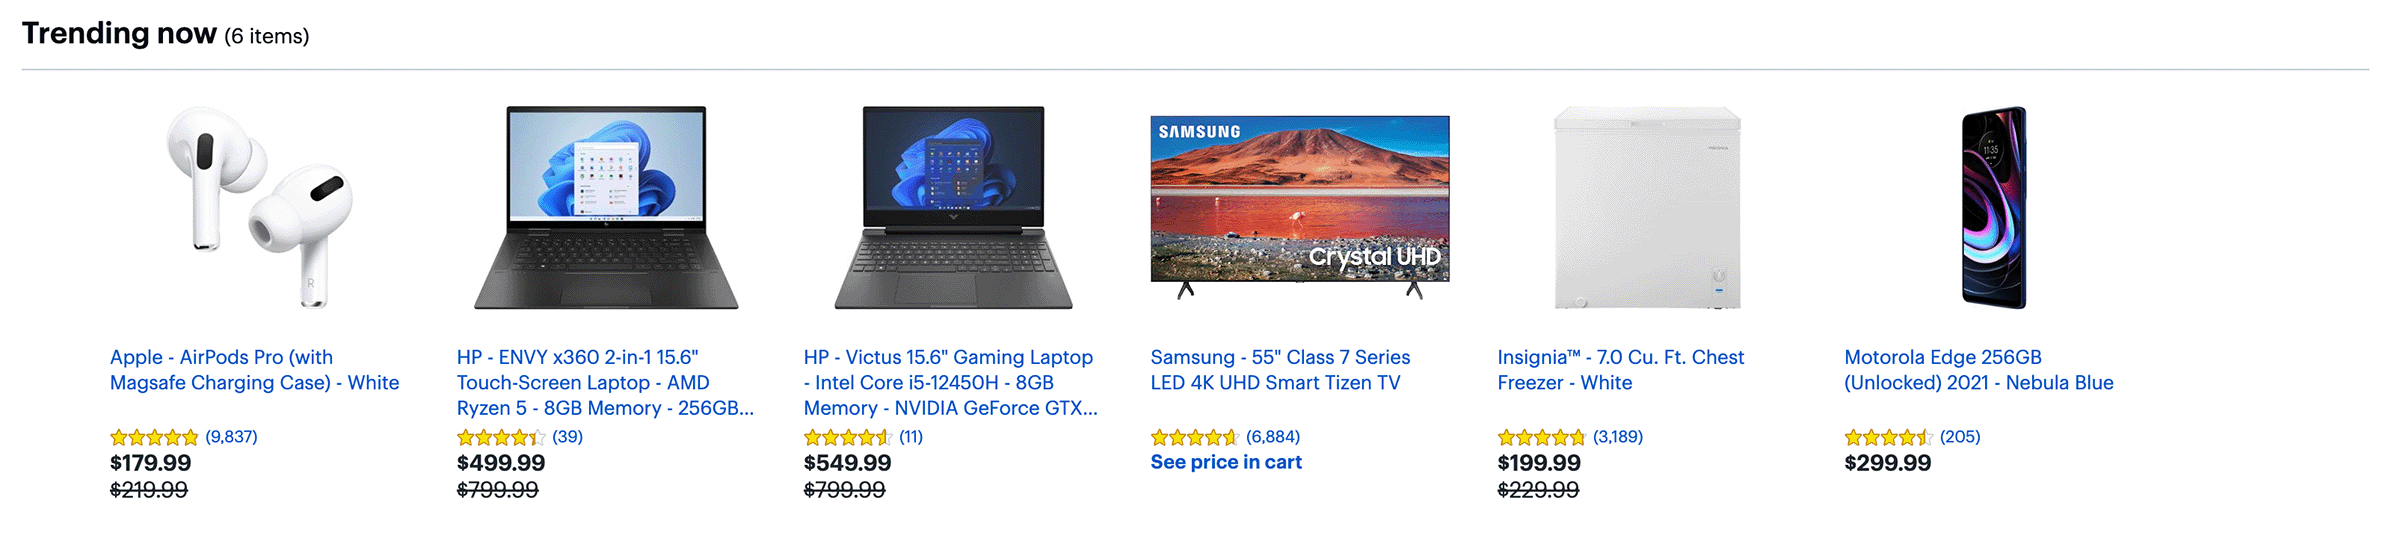 Trending now (6 items)
SAMSUNG
11:35
INSIGNIA
Crystal UHD
R
Apple - AirPods Pro (with
Magsafe Charging Case) - White
(9,837)
$179.99
$219.99
HP - ENVY x360 2-in-1 15.6"
Touch-Screen Laptop - AMD
Ryzen 5 - 8GB Memory - 256GB...
(39)
$499.99
$799.99
HP - Victus 15.6" Gaming Laptop
- Intel Core i5-12450H - 8GB
Memory - NVIDIA GeForce GTX...
(11)
$549.99
$799.99
Samsung - 55" Class 7 Series
LED 4K UHD Smart Tizen TV
(6,884)
See price in cart
Insignia™ - 7.0 Cu. Ft. Chest
Freezer - White
(3,189)
$199.99
$229.99
Motorola Edge 256GB
(Unlocked) 2021 - Nebula Blue
(205)
$299.99